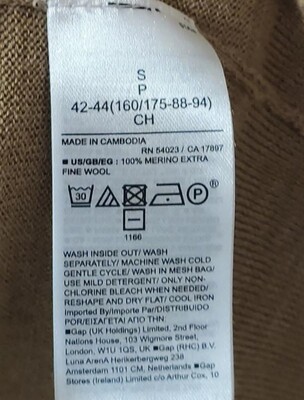 S
P
42-44(160/175-88-94)
CH
MADE IN CAMBODIA
RN 54023 / CA 17897
■ US/GB/EG : 100% MERINO EXTRA
FINE WOOL
30 P ®
1166
WASH INSIDE OUT/ WASH
SEPARATELY/ MACHINE WASH COLD
GENTLE CYCLE/ WASH IN MESH BAG/
USE MILD DETERGENT/ ONLY NON-
CHLORINE BLEACH WHEN NEEDED/
RESHAPE AND DRY FLAT/ COOL IRON
Imported by/Importe Par/DISTRIBUIDO
POR/ΕΙΣΑΓΕΤΑΙ ΑΠΟ ΤΗΝ:
■Gap (UK Holdings) Limited, 2nd Floor
Nations House, 103 Wigmore Street,
London, W1U 1QS, UK ■Gap (RHC) B.V.
Luna ArenA Herikerbergweg 238
Amsterdam 1101 CM, Netherlands ■Gap
Stores (Ireland) Limited c/o Arthur Cox, 10